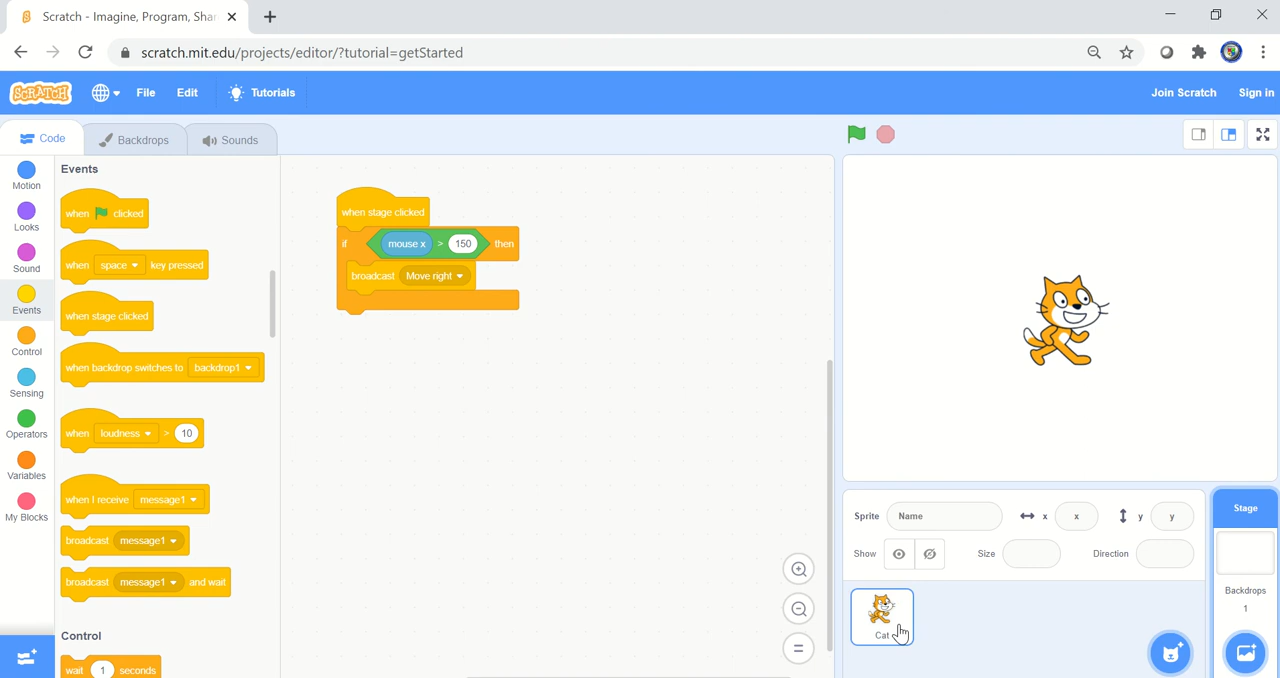 Scratch - Imagine, Program, Shar
scratch.mit.edu/projects/editor/?tutorial=getStarted
SCRATCH
File
Edit
Tutorials
Join Scratch
Sign in
Code
Backdrops
Sounds
Motion
Looks
Sound
Events
Control
Sensing
Operators
Variables
My Blocks
Events
when clicked
when space key pressed
when stage clicked
when backdrop switches to backdrop1
when loudness > 10
when I receive message1
broadcast message1
broadcast message1 and wait
Control
wait 1 seconds
when stage clicked
if mouse x > 150 then
broadcast Move right
Sprite Name x x y y
Show Size Direction
Cat
Stage
Backdrops
1